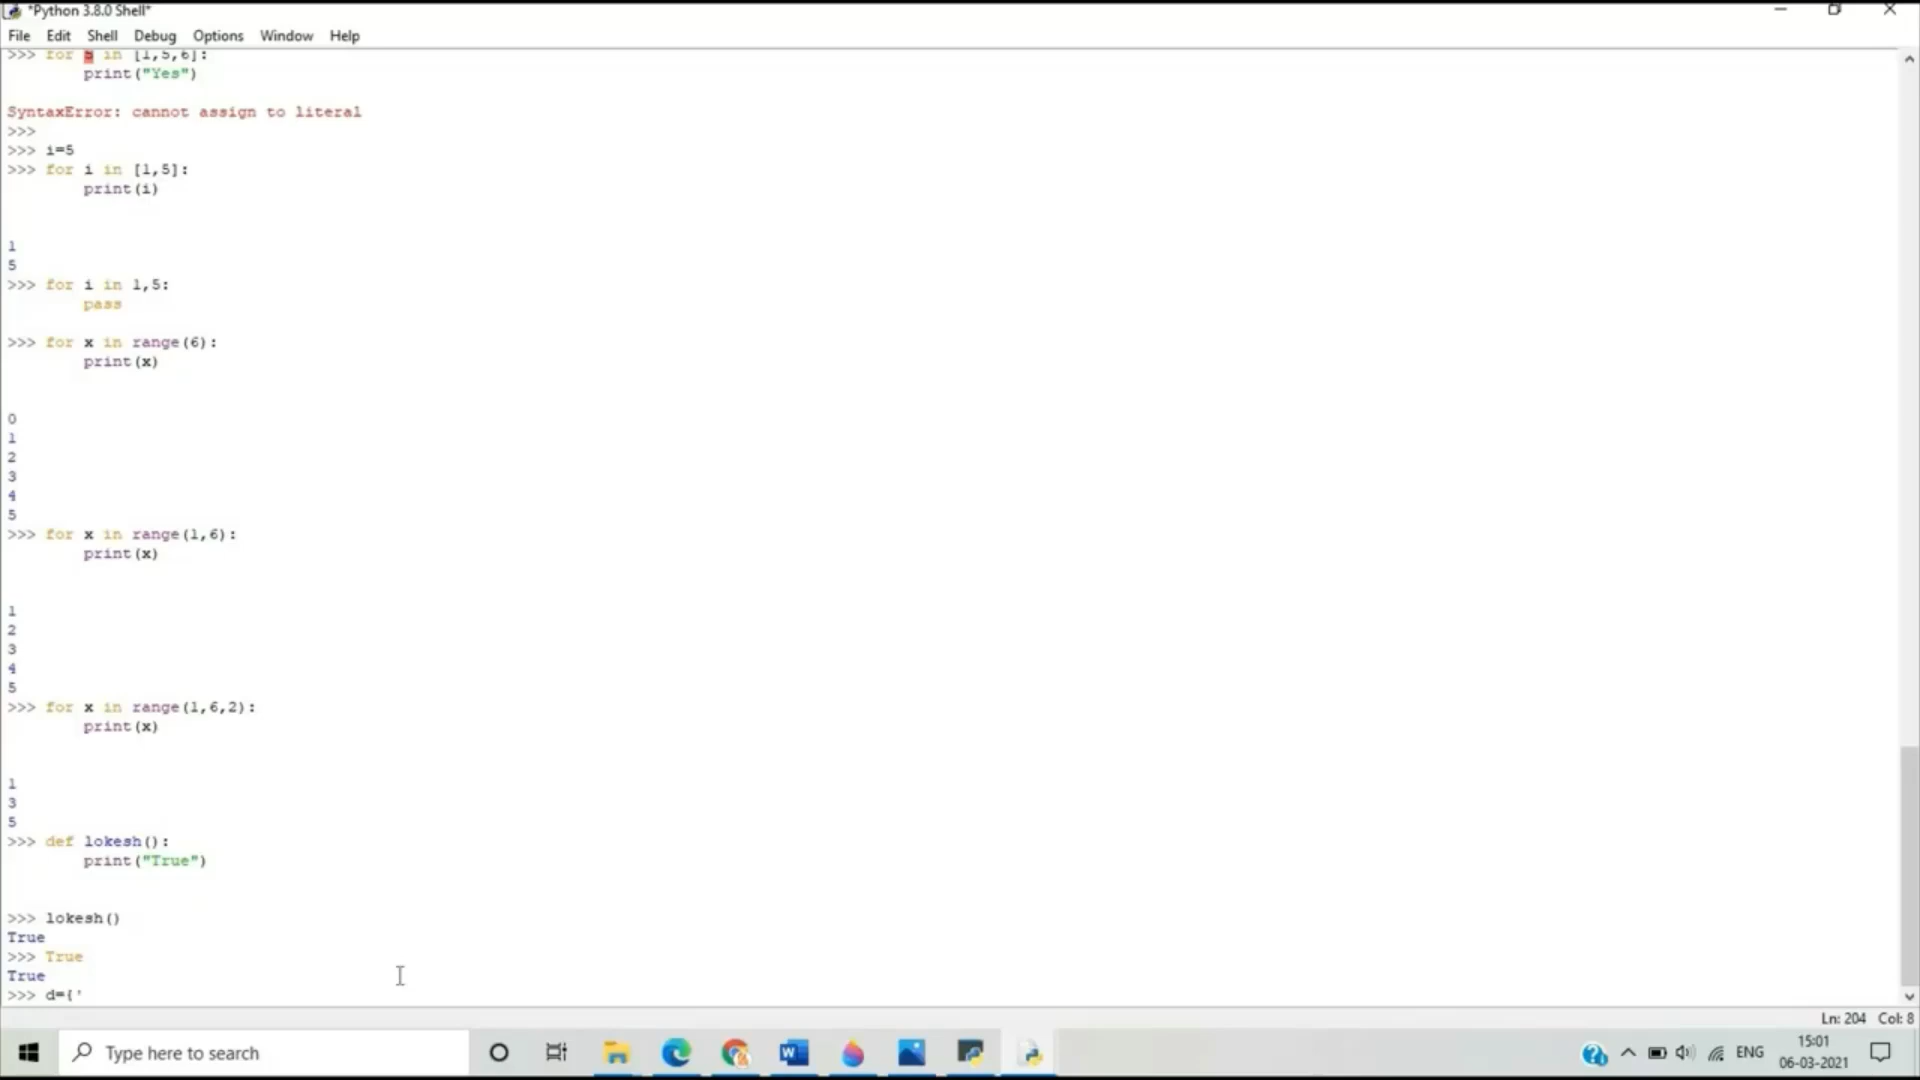 *Python 3.8.0 Shell*
File Edit Shell Debug Options Window Help
>>> for 5 in [1,5,6]:
print("Yes")
SyntaxError: cannot assign to literal
>>>
>>> i=5
>>> for i in [1,5]:
print(i)
1
5
>>> for i in 1,5:
pass
>>> for x in range(6):
print(x)
0
1
2
3
4
5
>>> for x in range(1,6):
print(x)
1
2
3
4
5
>>> for x in range(1,6,2):
print(x)
1
3
5
>>> def lokesh():
print("True")
>>> lokesh()
True
>>> True
True
>>> d={'
Ln: 204 Col: 8
Type here to search
ENG
15:01
06-03-2021